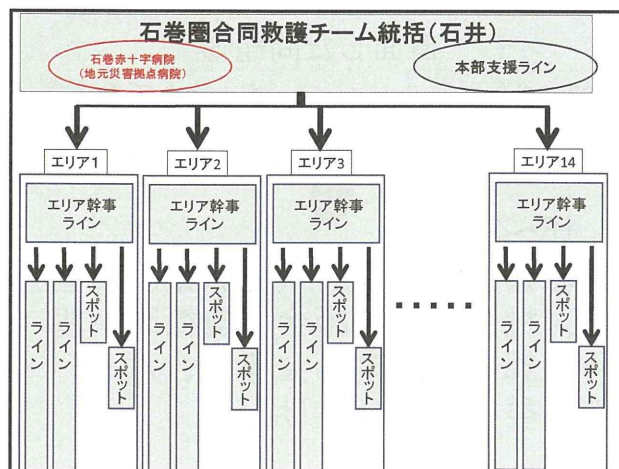 石巻圏合同救護チーム統括(石井)
石巻赤十字病院
(地元災害拠点病院)
本部支援ライン
エリア1
エリア2
エリア3
エリア14
エリア幹事
ライン
エリア幹事
ライン
エリア幹事
ライン
エリア幹事
ライン
ライン
ライン
スポット
スポット
ライン
ライン
スポット
スポット
ライン
ライン
スポット
スポット
ライン
ライン
スポット
スポット